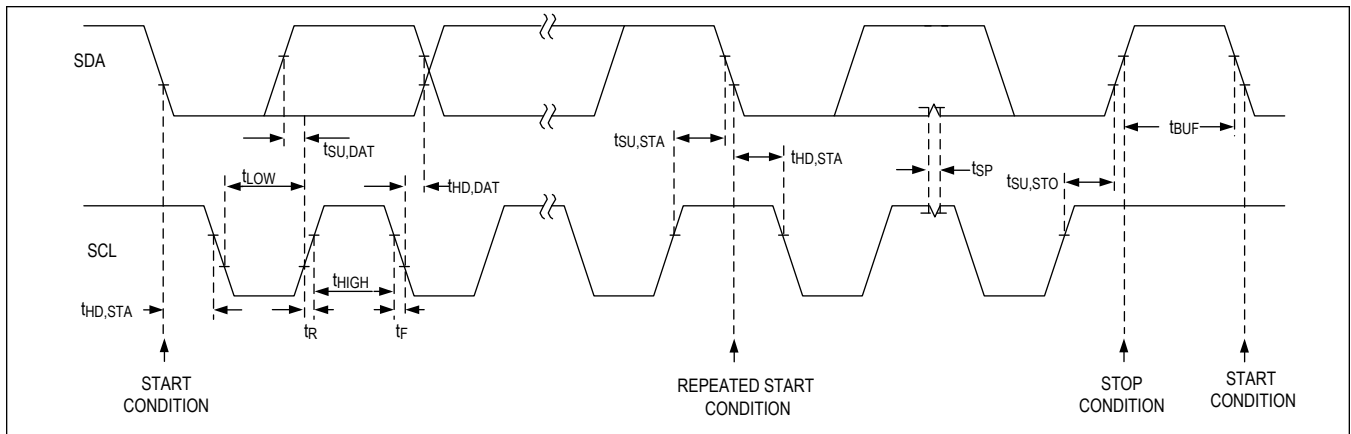 SDA
tSU,DAT
tLOW
tHD,DAT
tSU,STA
tHD,STA
tSP
tBUF
tSU,STO
SCL
tHIGH
tHD,STA
tR
tF
START
CONDITION
REPEATED START
CONDITION
STOP
CONDITION
START
CONDITION